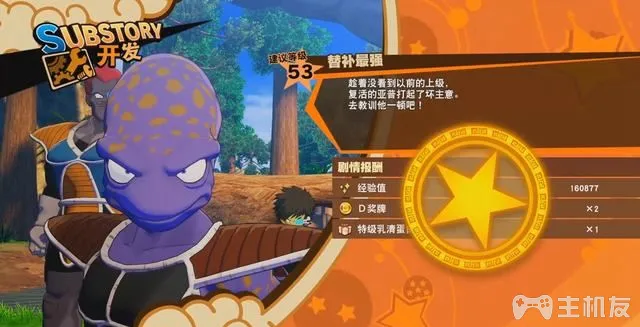 SUBSTORY
开发
建议等级
53
替补最强
趁着没看到以前的上级，
复活的亚普打起了坏主意。
去教训他一顿吧！
剧情报酬
经验值 160877
D奖牌 ×2
特级乳清蛋 ×1
主机友